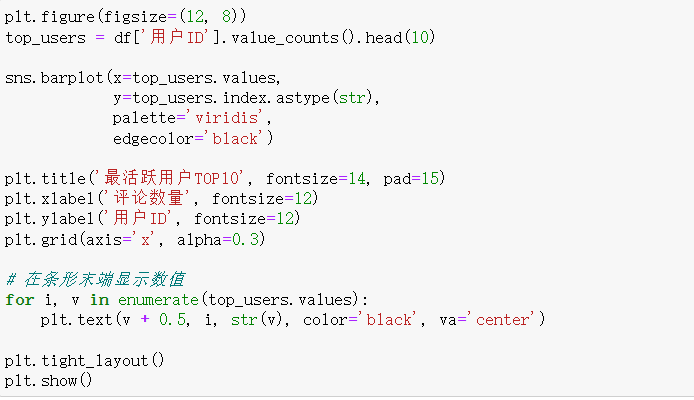 plt.figure(figsize=(12, 8))
top_users = df['用户ID'].value_counts().head(10)

sns.barplot(x=top_users.values,
            y=top_users.index.astype(str),
            palette='viridis',
            edgecolor='black')

plt.title('最活跃用户TOP10', fontsize=14, pad=15)
plt.xlabel('评论数量', fontsize=12)
plt.ylabel('用户ID', fontsize=12)
plt.grid(axis='x', alpha=0.3)

# 在条形末端显示数值
for i, v in enumerate(top_users.values):
    plt.text(v + 0.5, i, str(v), color='black', va='center')

plt.tight_layout()
plt.show()